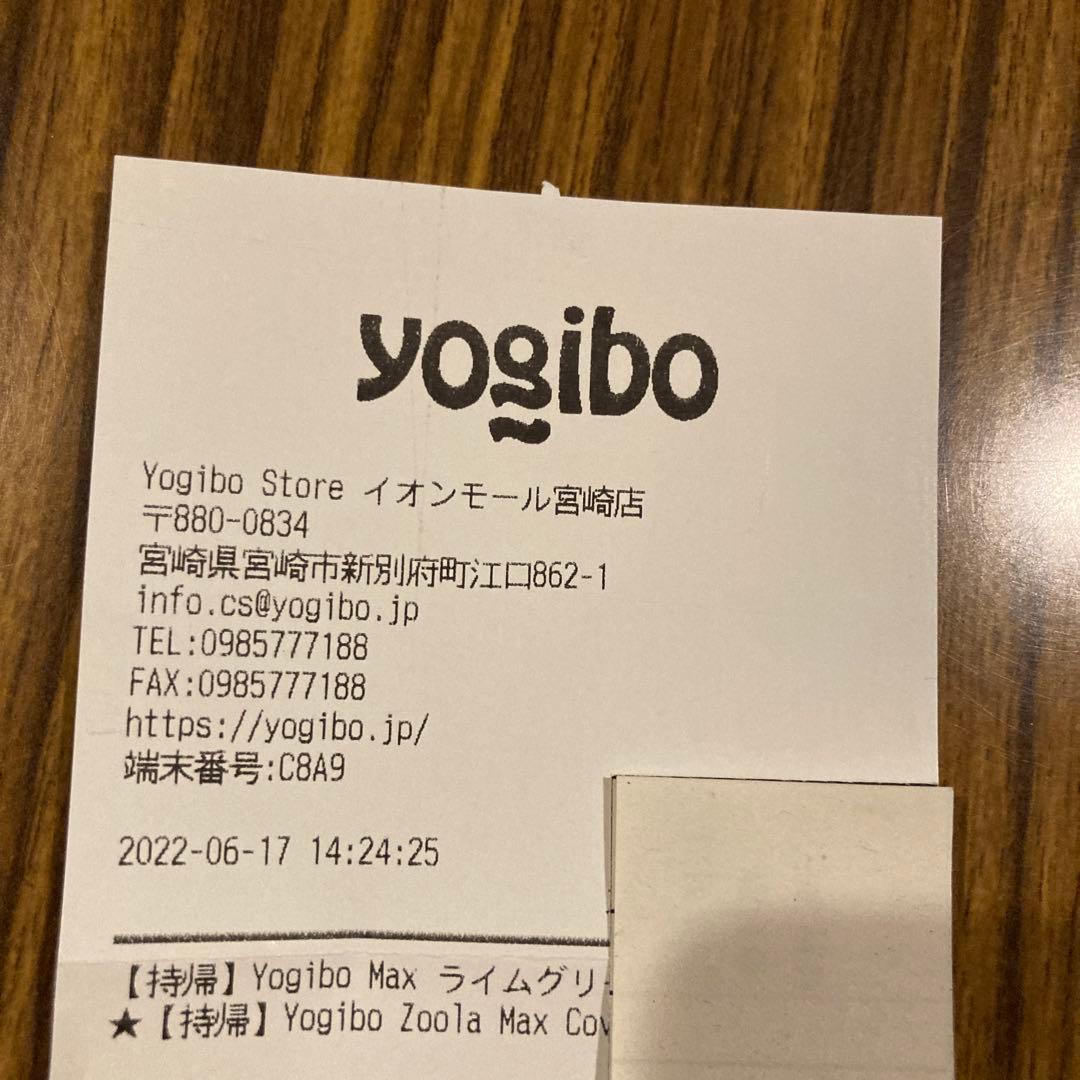 yogibo
Yogibo Store イオンモール宮崎店
〒880-0834
宮崎県宮崎市新別府町江口862-1
info.cs@yogibo.jp
TEL:0985777188
FAX:0985777188
https://yogibo.jp/
端末番号:C8A9
2022-06-17 14:24:25
【持帰】Yogibo Max ライムグリ
★【持帰】Yogibo Zoola Max